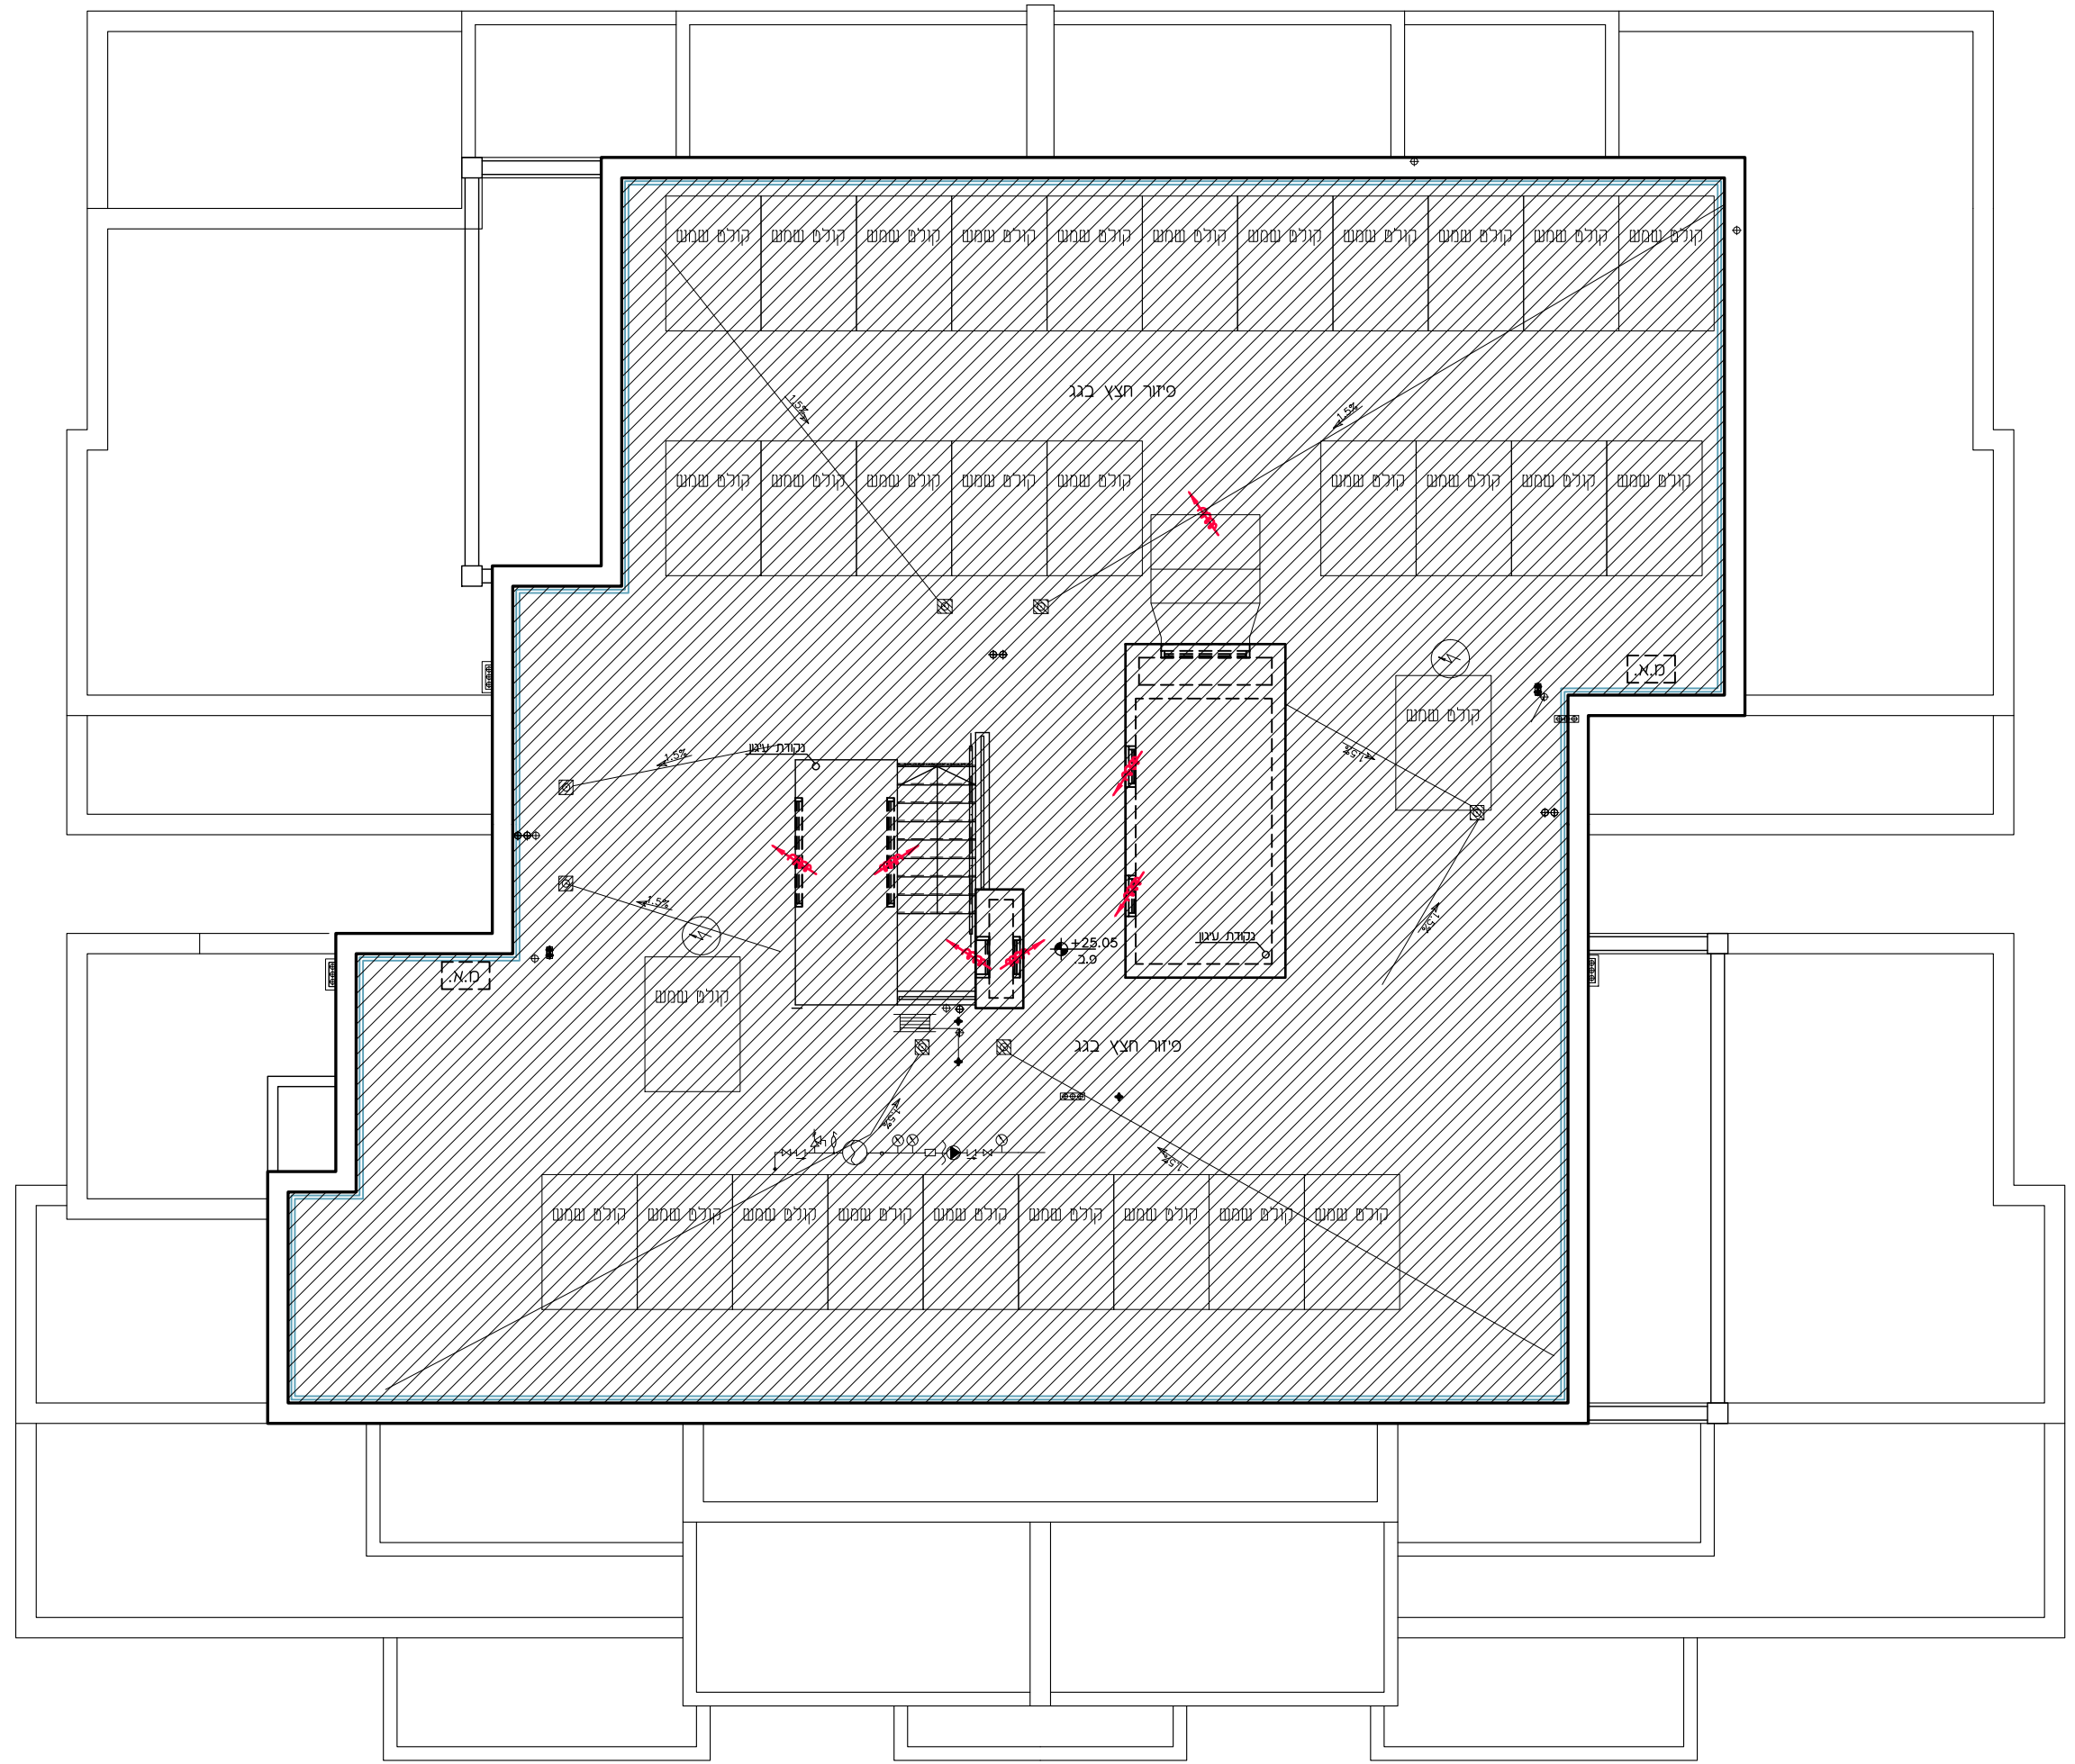 קולט שמש קולט שמש קולט שמש קולט שמש קולט שמש קולט שמש קולט שמש קולט שמש קולט שמש קולט שמש קולט שמש
פיזור חצץ בגג
1.5%
1.5%
קולט שמש קולט שמש קולט שמש קולט שמש קולט שמש
קולט שמש קולט שמש קולט שמש קולט שמש
מ.א.
קולט שמש
נקודת עיגון
1.5%
1.5%
1.5%
1.5%
נקודת עיגון
+25.05
פ.ב.
מ.א.
קולט שמש
פיזור חצץ בגג
1.5%
1.5%
קולט שמש קולט שמש קולט שמש קולט שמש קולט שמש קולט שמש קולט שמש קולט שמש קולט שמש